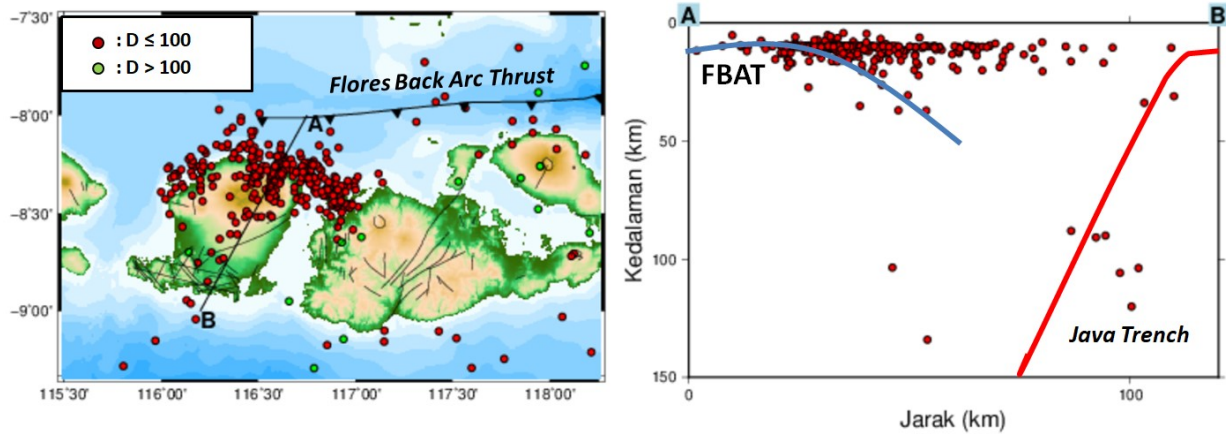 : D ≤ 100
: D > 100
Flores Back Arc Thrust
A
B
−7˚30'
−8˚00'
−8˚30'
−9˚00'
115˚30'
116˚00'
116˚30'
117˚00'
117˚30'
118˚00'
A
B
FBAT
Java Trench
Kedalaman (km)
0
50
100
150
0
100
Jarak (km)